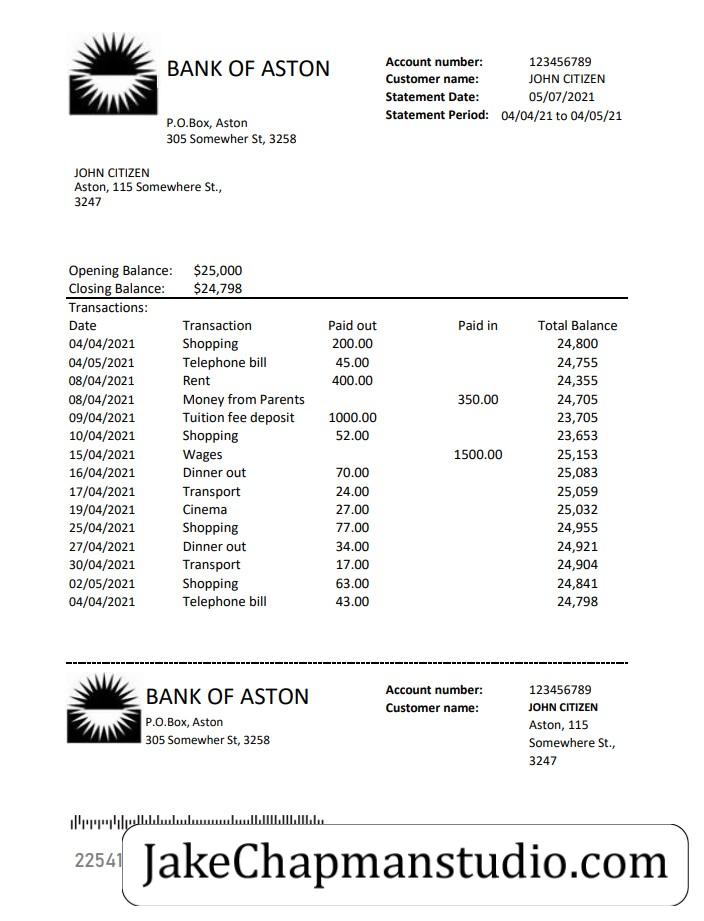 BANK OF ASTON
P.O.Box, Aston
305 Somewher St, 3258
Account number: 123456789
Customer name: JOHN CITIZEN
Statement Date: 05/07/2021
Statement Period: 04/04/21 to 04/05/21
JOHN CITIZEN
Aston, 115 Somewhere St.,
3247
Opening Balance: $25,000
Closing Balance: $24,798
Transactions:
Date Transaction Paid out Paid in Total Balance
04/04/2021 Shopping 200.00 24,800
04/05/2021 Telephone bill 45.00 24,755
08/04/2021 Rent 400.00 24,355
08/04/2021 Money from Parents 350.00 24,705
09/04/2021 Tuition fee deposit 1000.00 23,705
10/04/2021 Shopping 52.00 23,653
15/04/2021 Wages 1500.00 25,153
16/04/2021 Dinner out 70.00 25,083
17/04/2021 Transport 24.00 25,059
19/04/2021 Cinema 27.00 25,032
25/04/2021 Shopping 77.00 24,955
27/04/2021 Dinner out 34.00 24,921
30/04/2021 Transport 17.00 24,904
02/05/2021 Shopping 63.00 24,841
04/04/2021 Telephone bill 43.00 24,798
BANK OF ASTON
P.O.Box, Aston
305 Somewher St, 3258
Account number: 123456789
Customer name: JOHN CITIZEN
Aston, 115
Somewhere St.,
3247
22541
JakeChapmanstudio.com